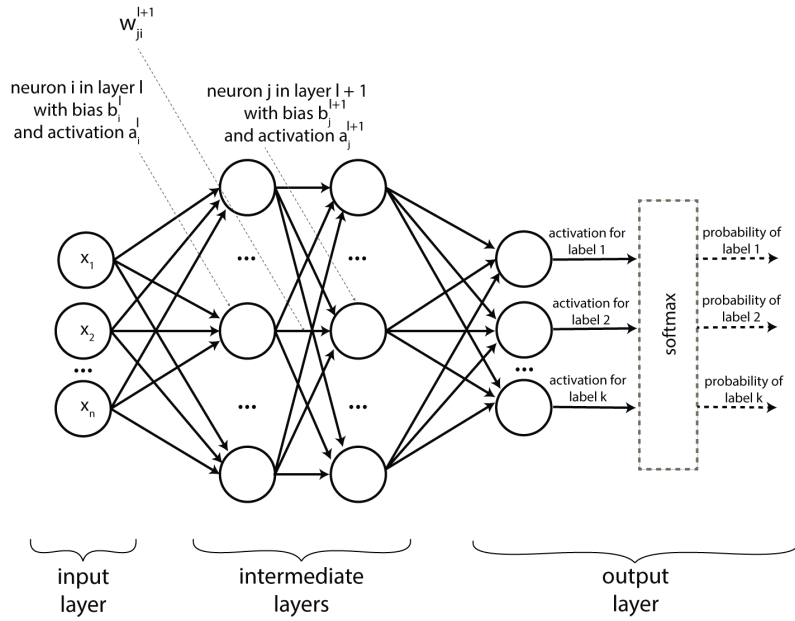 w_ji^l+1
neuron i in layer l
with bias b_i^l
and activation a_i^l
neuron j in layer l + 1
with bias b_j^l+1
and activation a_j^l+1
x_1
x_2
...
x_n
...
...
...
...
...
activation for
label 1
activation for
label 2
activation for
label k
softmax
probability of
label 1
probability of
label 2
probability of
label k
input
layer
intermediate
layers
output
layer